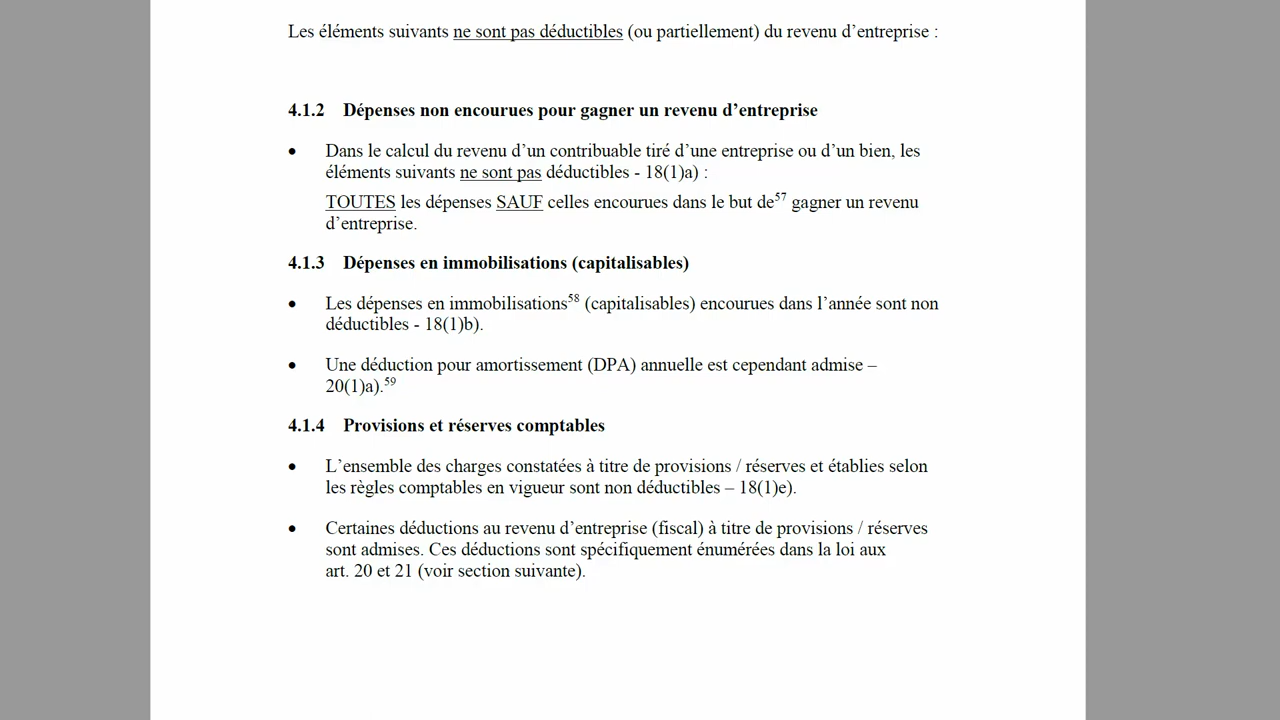 Les éléments suivants ne sont pas déductibles (ou partiellement) du revenu d’entreprise :
4.1.2 Dépenses non encourues pour gagner un revenu d’entreprise
• Dans le calcul du revenu d’un contribuable tiré d’une entreprise ou d’un bien, les
éléments suivants ne sont pas déductibles - 18(1)a) :
TOUTES les dépenses SAUF celles encourues dans le but de57 gagner un revenu
d’entreprise.
4.1.3 Dépenses en immobilisations (capitalisables)
• Les dépenses en immobilisations58 (capitalisables) encourues dans l’année sont non
déductibles - 18(1)b).
• Une déduction pour amortissement (DPA) annuelle est cependant admise –
20(1)a).59
4.1.4 Provisions et réserves comptables
• L’ensemble des charges constatées à titre de provisions / réserves et établies selon
les règles comptables en vigueur sont non déductibles – 18(1)e).
• Certaines déductions au revenu d’entreprise (fiscal) à titre de provisions / réserves
sont admises. Ces déductions sont spécifiquement énumérées dans la loi aux
art. 20 et 21 (voir section suivante).